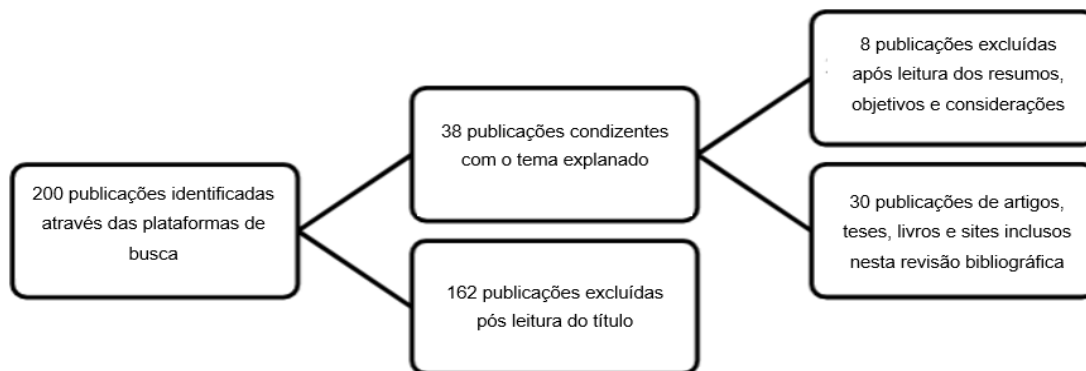 200 publicações identificadas
através das plataformas de
busca
38 publicações condizentes
com o tema explanado
162 publicações excluídas
pós leitura do título
8 publicações excluídas
após leitura dos resumos,
objetivos e considerações
30 publicações de artigos,
teses, livros e sites inclusos
nesta revisão bibliográfica